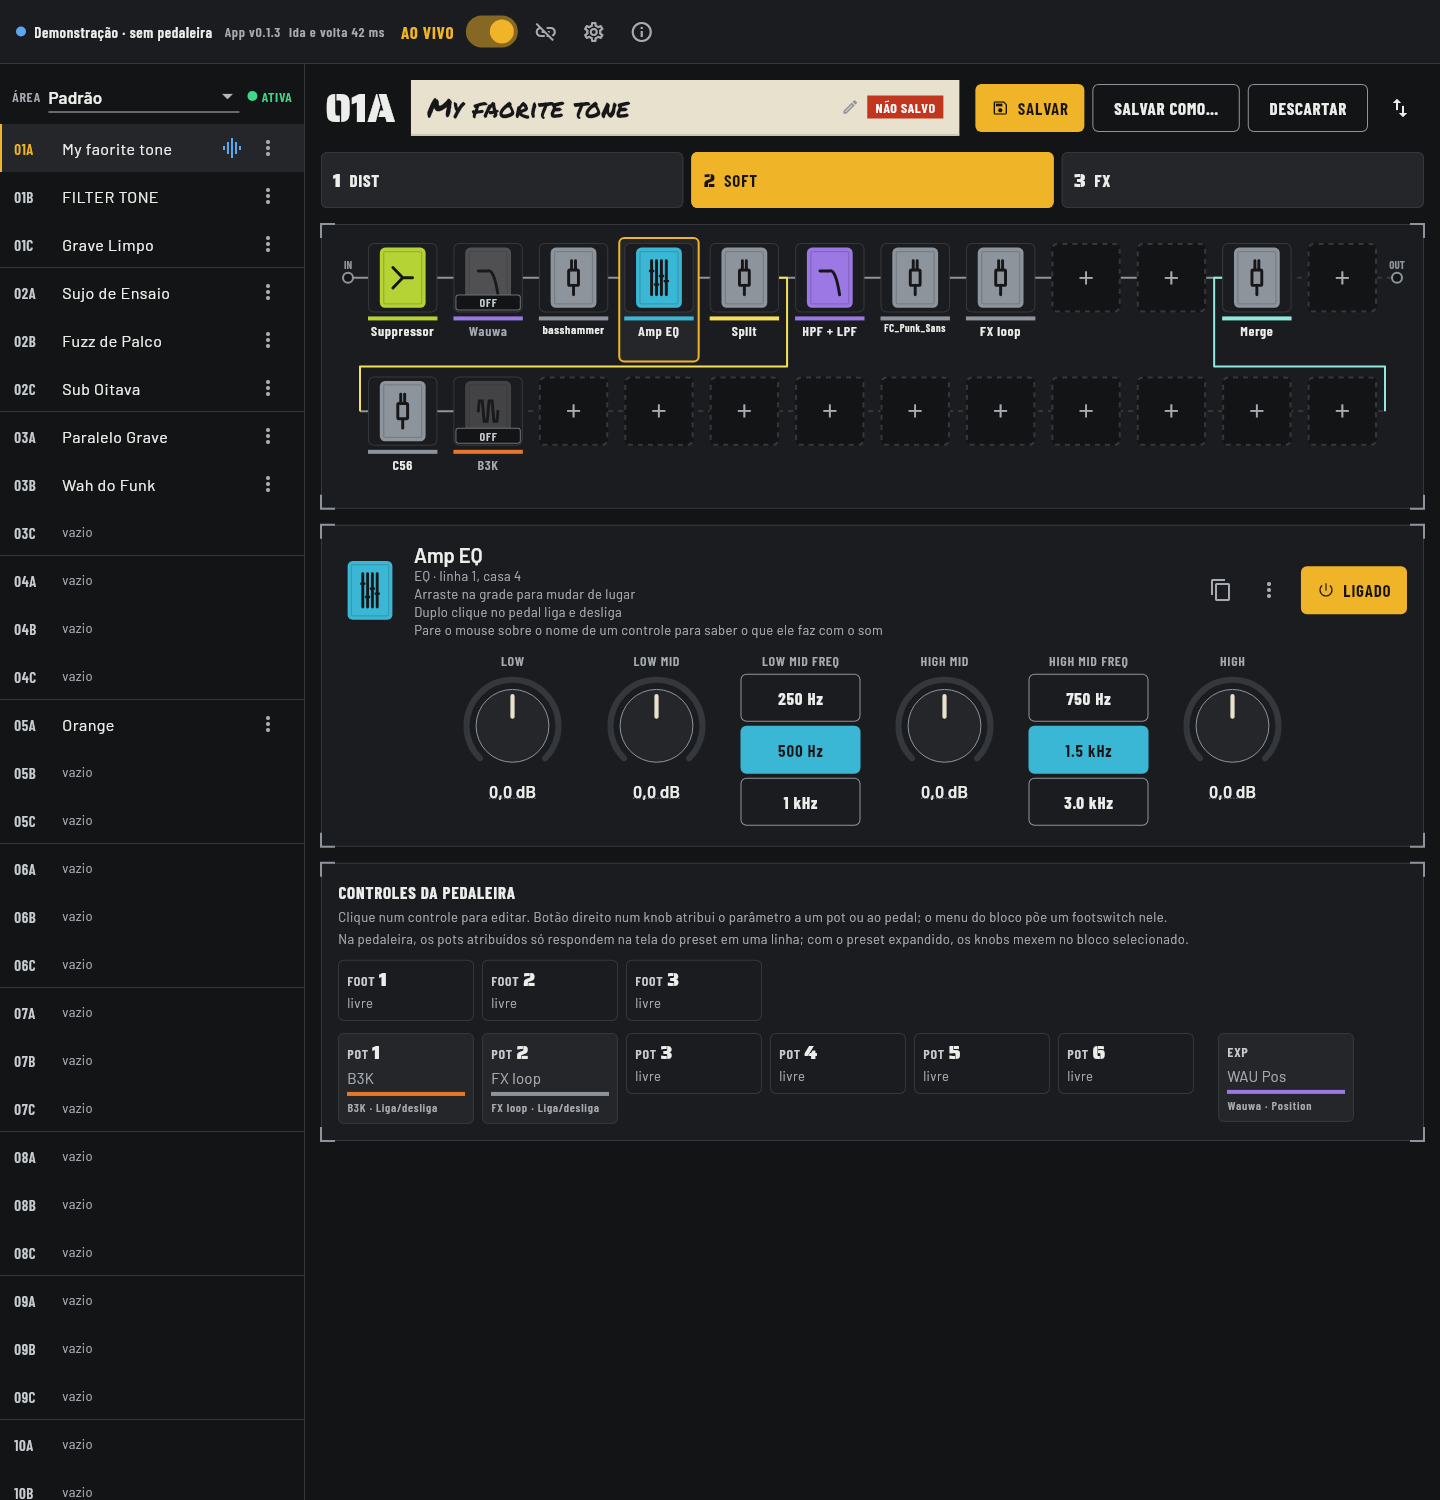 Demonstração · sem pedaleira App v0.1.3 Ida e volta 42 ms AO VIVO
ÁREA Padrão ATIVA
01A My faorite tone
01B FILTER TONE
01C Grave Limpo
02A Sujo de Ensaio
02B Fuzz de Palco
02C Sub Oitava
03A Paralelo Grave
03B Wah do Funk
03C vazio
04A vazio
04B vazio
04C vazio
05A Orange
05B vazio
05C vazio
06A vazio
06B vazio
06C vazio
07A vazio
07B vazio
07C vazio
08A vazio
08B vazio
08C vazio
09A vazio
09B vazio
09C vazio
10A vazio
10B vazio
01A My faorite tone NÃO SALVO SALVAR SALVAR COMO... DESCARTAR
1 DIST 2 SOFT 3 FX
IN OUT
OFF
Suppressor Wauwa basshammer Amp EQ Split HPF + LPF FC_Punk_Sans FX loop Merge
OFF
C56 B3K
Amp EQ
EQ · linha 1, casa 4
Arraste na grade para mudar de lugar
Duplo clique no pedal liga e desliga
Pare o mouse sobre o nome de um controle para saber o que ele faz com o som
LIGADO
LOW LOW MID LOW MID FREQ HIGH MID HIGH MID FREQ HIGH
250 Hz 750 Hz
500 Hz 1.5 kHz
0,0 dB 0,0 dB 1 kHz 0,0 dB 3.0 kHz 0,0 dB
CONTROLES DA PEDALEIRA
Clique num controle para editar. Botão direito num knob atribui o parâmetro a um pot ou ao pedal; o menu do bloco põe um footswitch nele.
Na pedaleira, os pots atribuídos só respondem na tela do preset em uma linha; com o preset expandido, os knobs mexem no bloco selecionado.
FOOT 1 FOOT 2 FOOT 3
livre livre livre
POT 1 POT 2 POT 3 POT 4 POT 5 POT 6 EXP
B3K FX loop livre livre livre livre WAU Pos
B3K · Liga/desliga FX loop · Liga/desliga Wauwa · Position